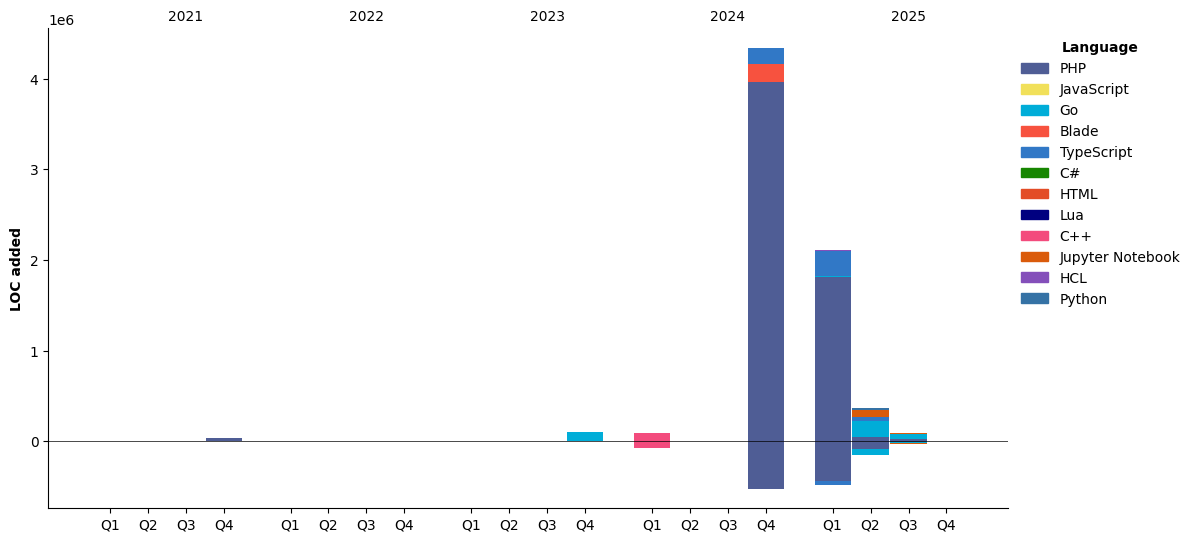 2021 2022 2023 2024 2025
1e6
LOC added
4
3
2
1
0
Q1 Q2 Q3 Q4 Q1 Q2 Q3 Q4 Q1 Q2 Q3 Q4 Q1 Q2 Q3 Q4 Q1 Q2 Q3 Q4
Language
PHP
JavaScript
Go
Blade
TypeScript
C#
HTML
Lua
C++
Jupyter Notebook
HCL
Python